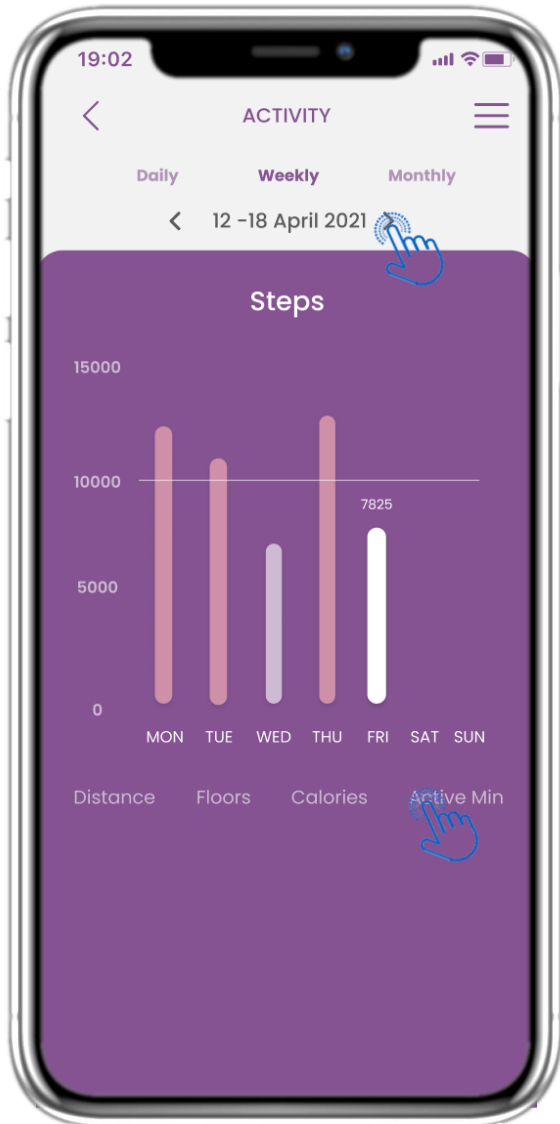 19:02
ACTIVITY
Daily Weekly Monthly
12 -18 April 2021
Steps
15000
10000
7825
5000
0
MON TUE WED THU FRI SAT SUN
Distance Floors Calories Active Min